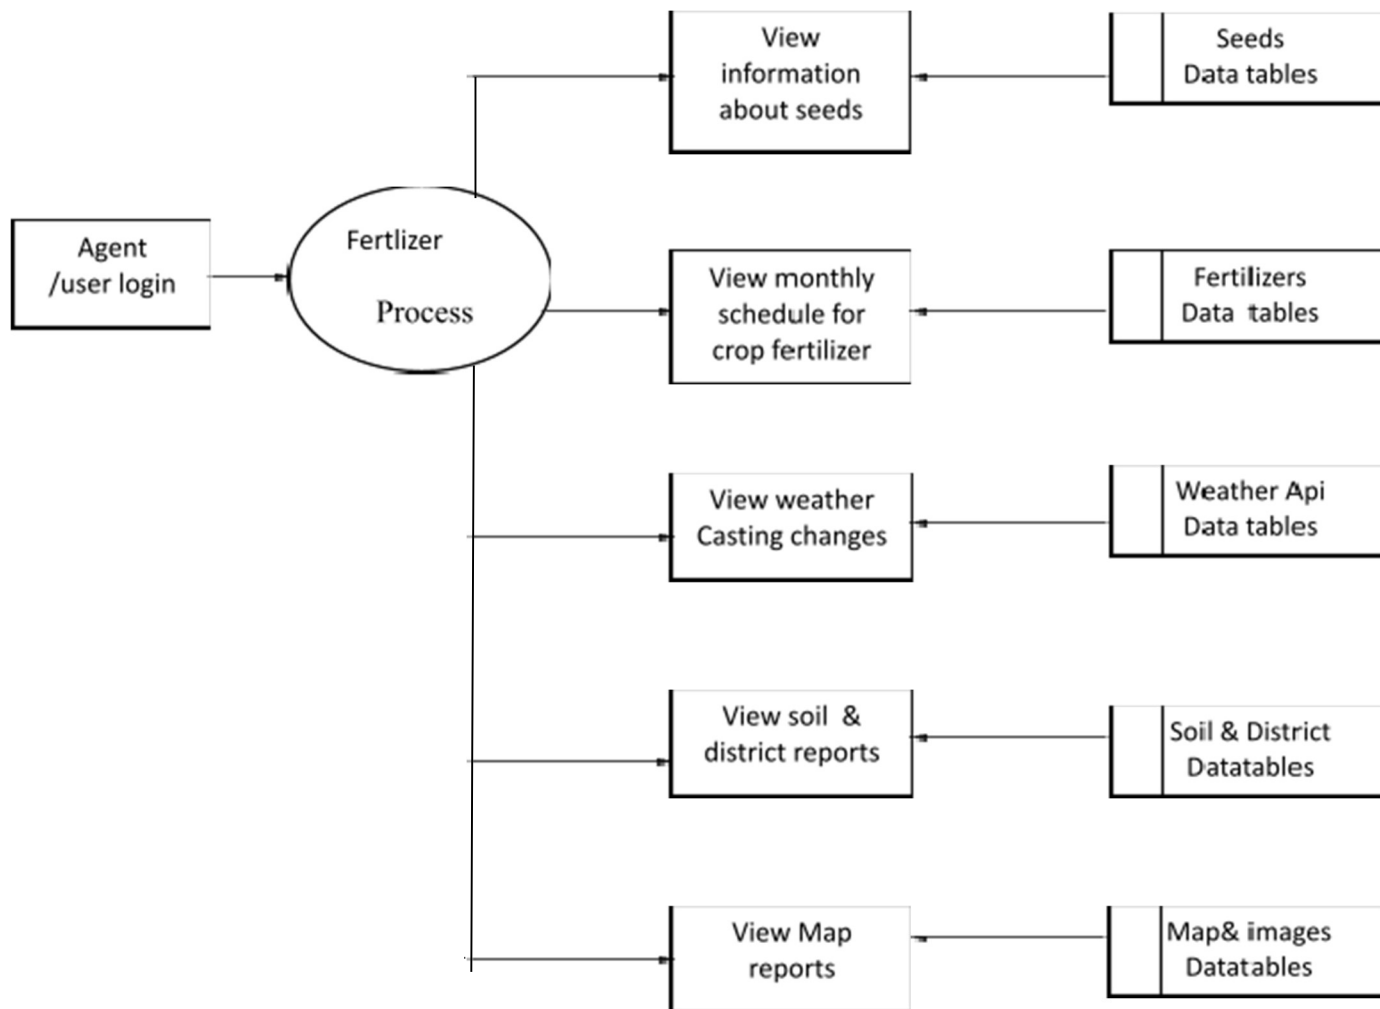 View
information
about seeds
Seeds
Data tables
Agent
/user login
Fertlizer
Process
View monthly
schedule for
crop fertilizer
Fertilizers
Data tables
View weather
Casting changes
Weather Api
Data tables
View soil &
district reports
Soil & District
Datatables
View Map
reports
Map& images
Datatables